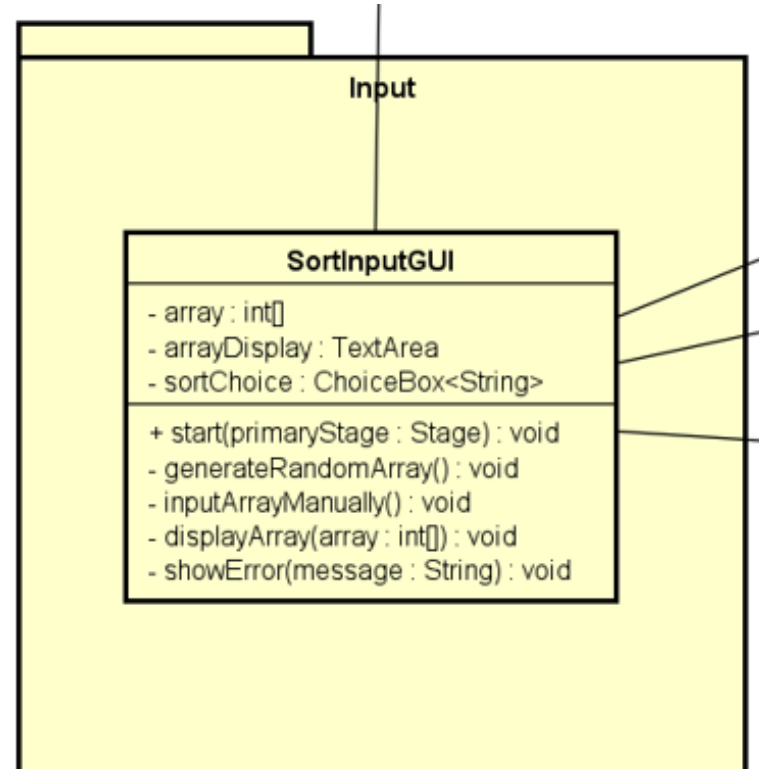 Input
SortInputGUI
- array : int[]
- arrayDisplay : TextArea
- sortChoice : ChoiceBox<String>
+ start(primaryStage : Stage) : void
- generateRandomArray() : void
- inputArrayManually() : void
- displayArray(array : int[]) : void
- showError(message : String) : void